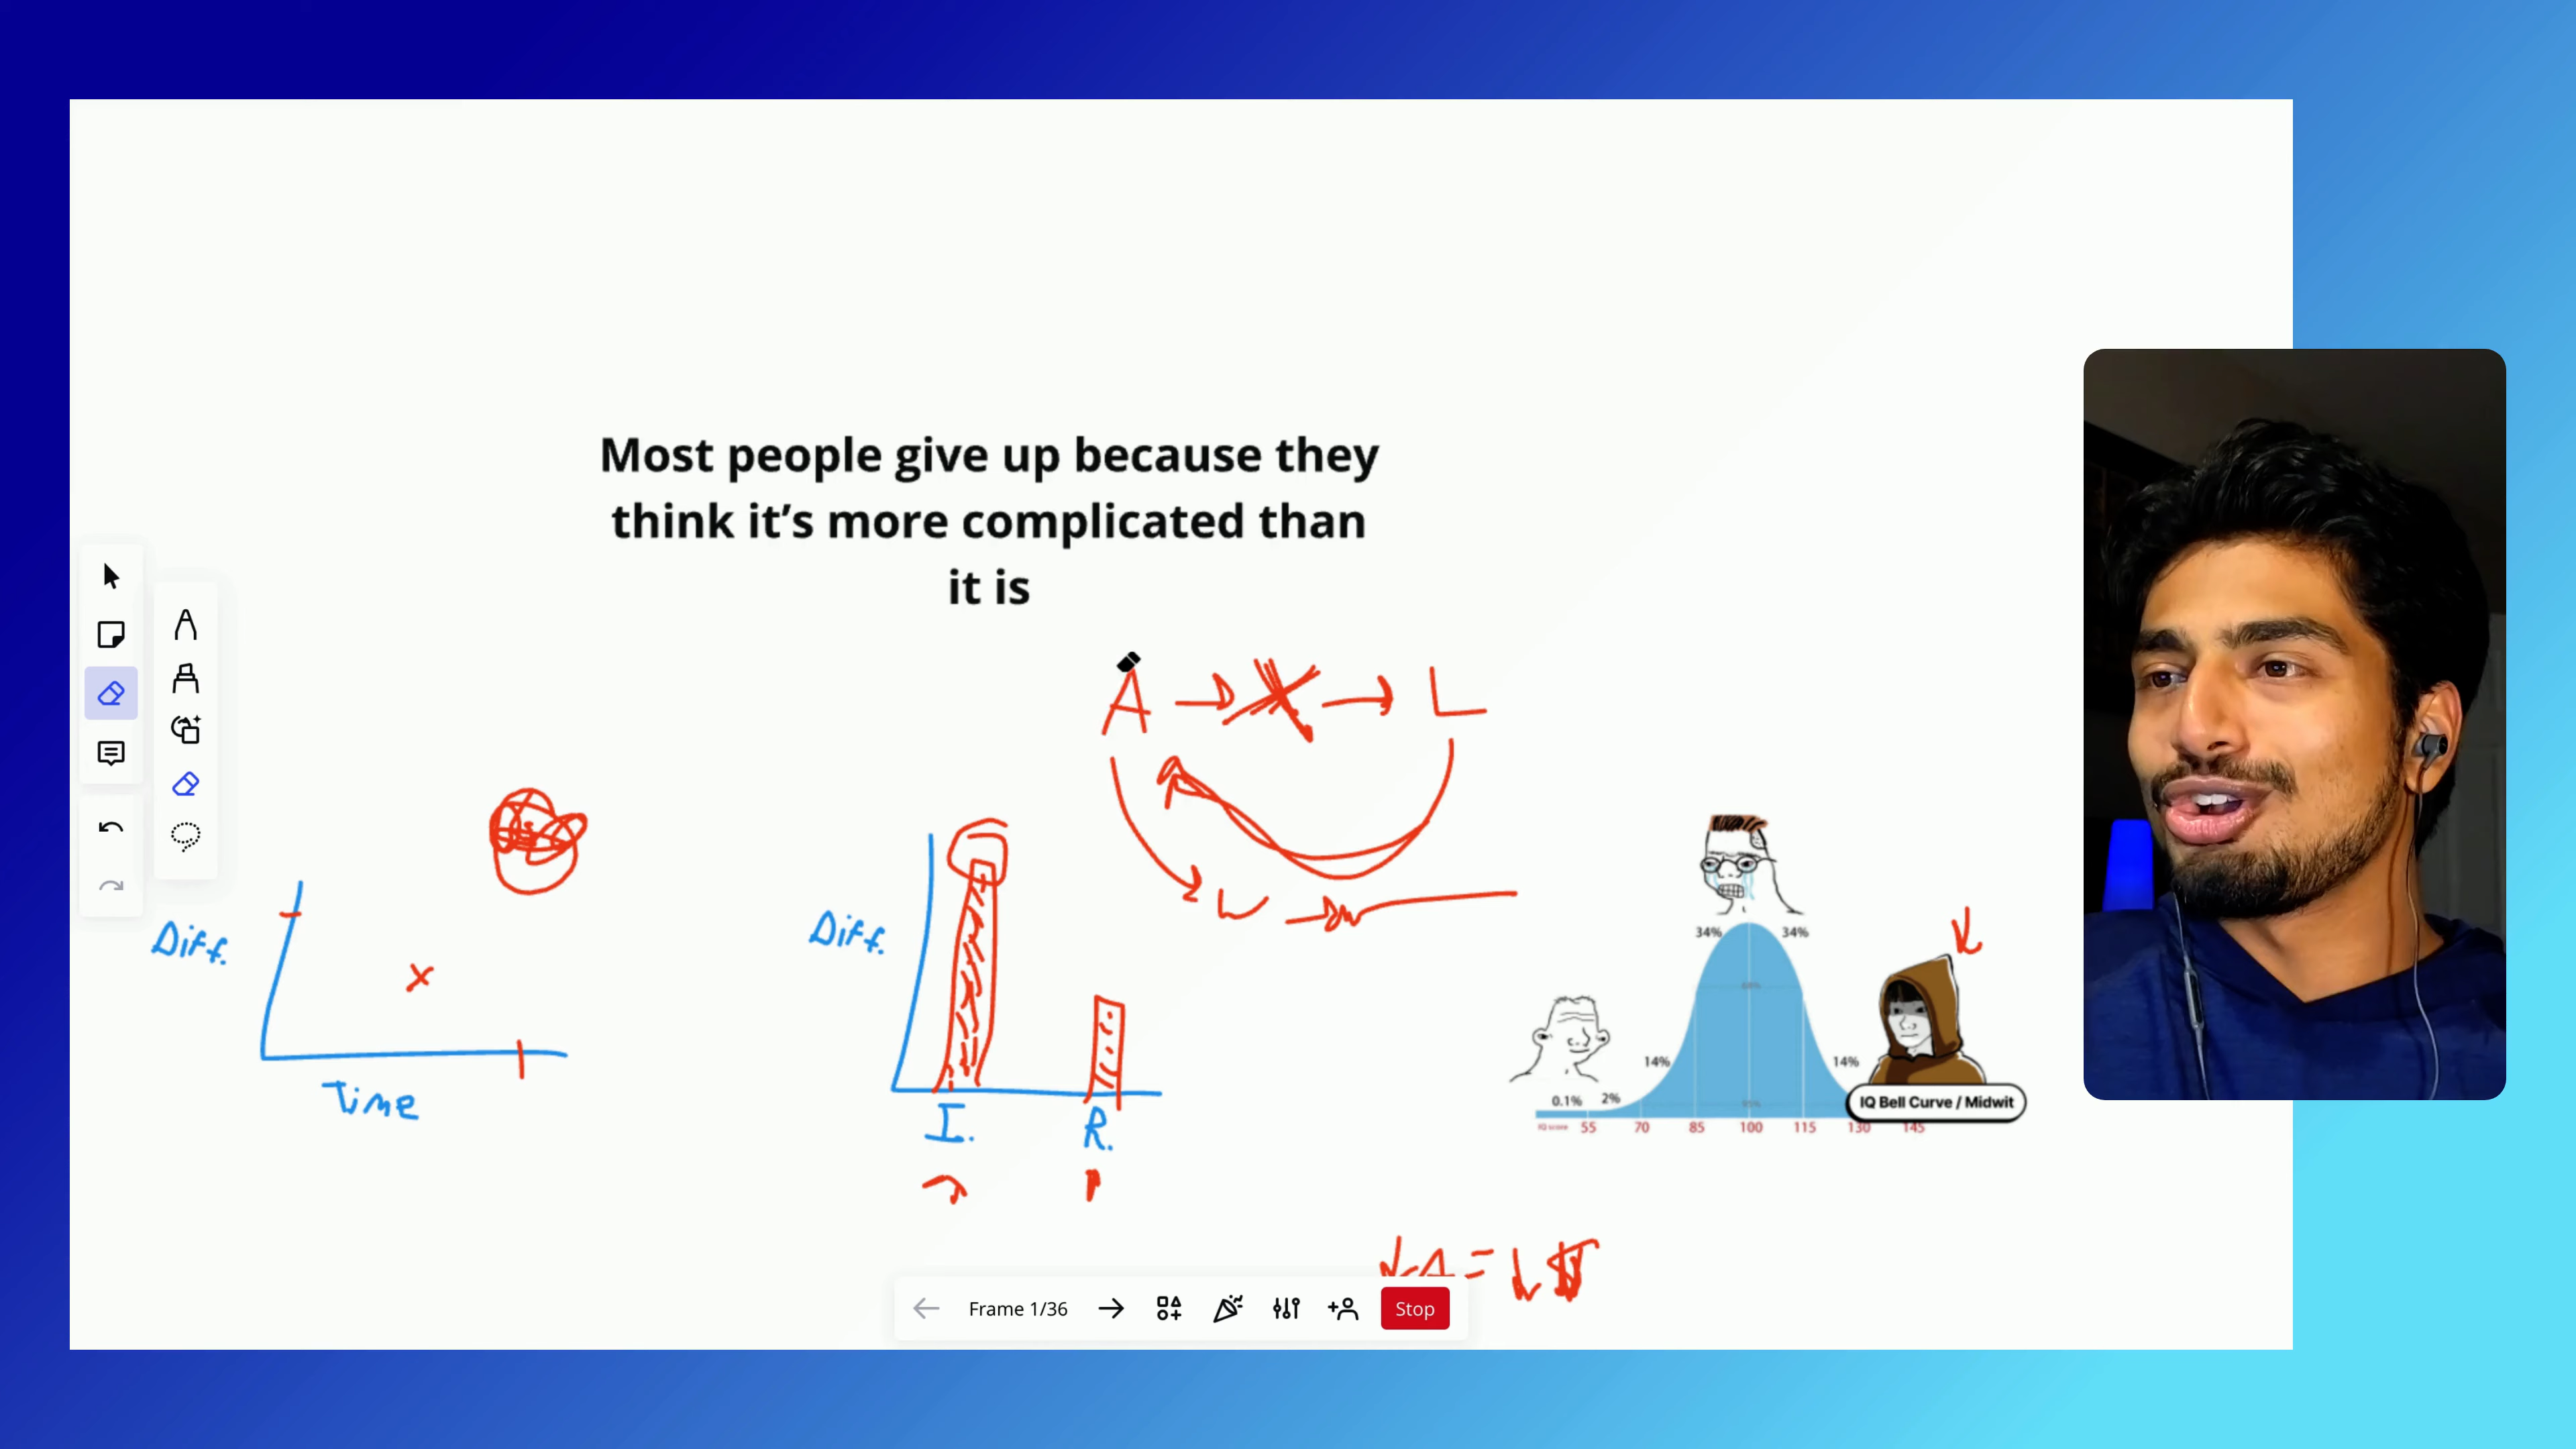 Most people give up because they
think it's more complicated than
it is
A
L
Diff.
Time
Diff.
I.
R.
34%
34%
14%
14%
0.1%
2%
IQ Bell Curve / Midwit
IQ score
55
70
85
100
115
130
145
Frame 1/36
Stop